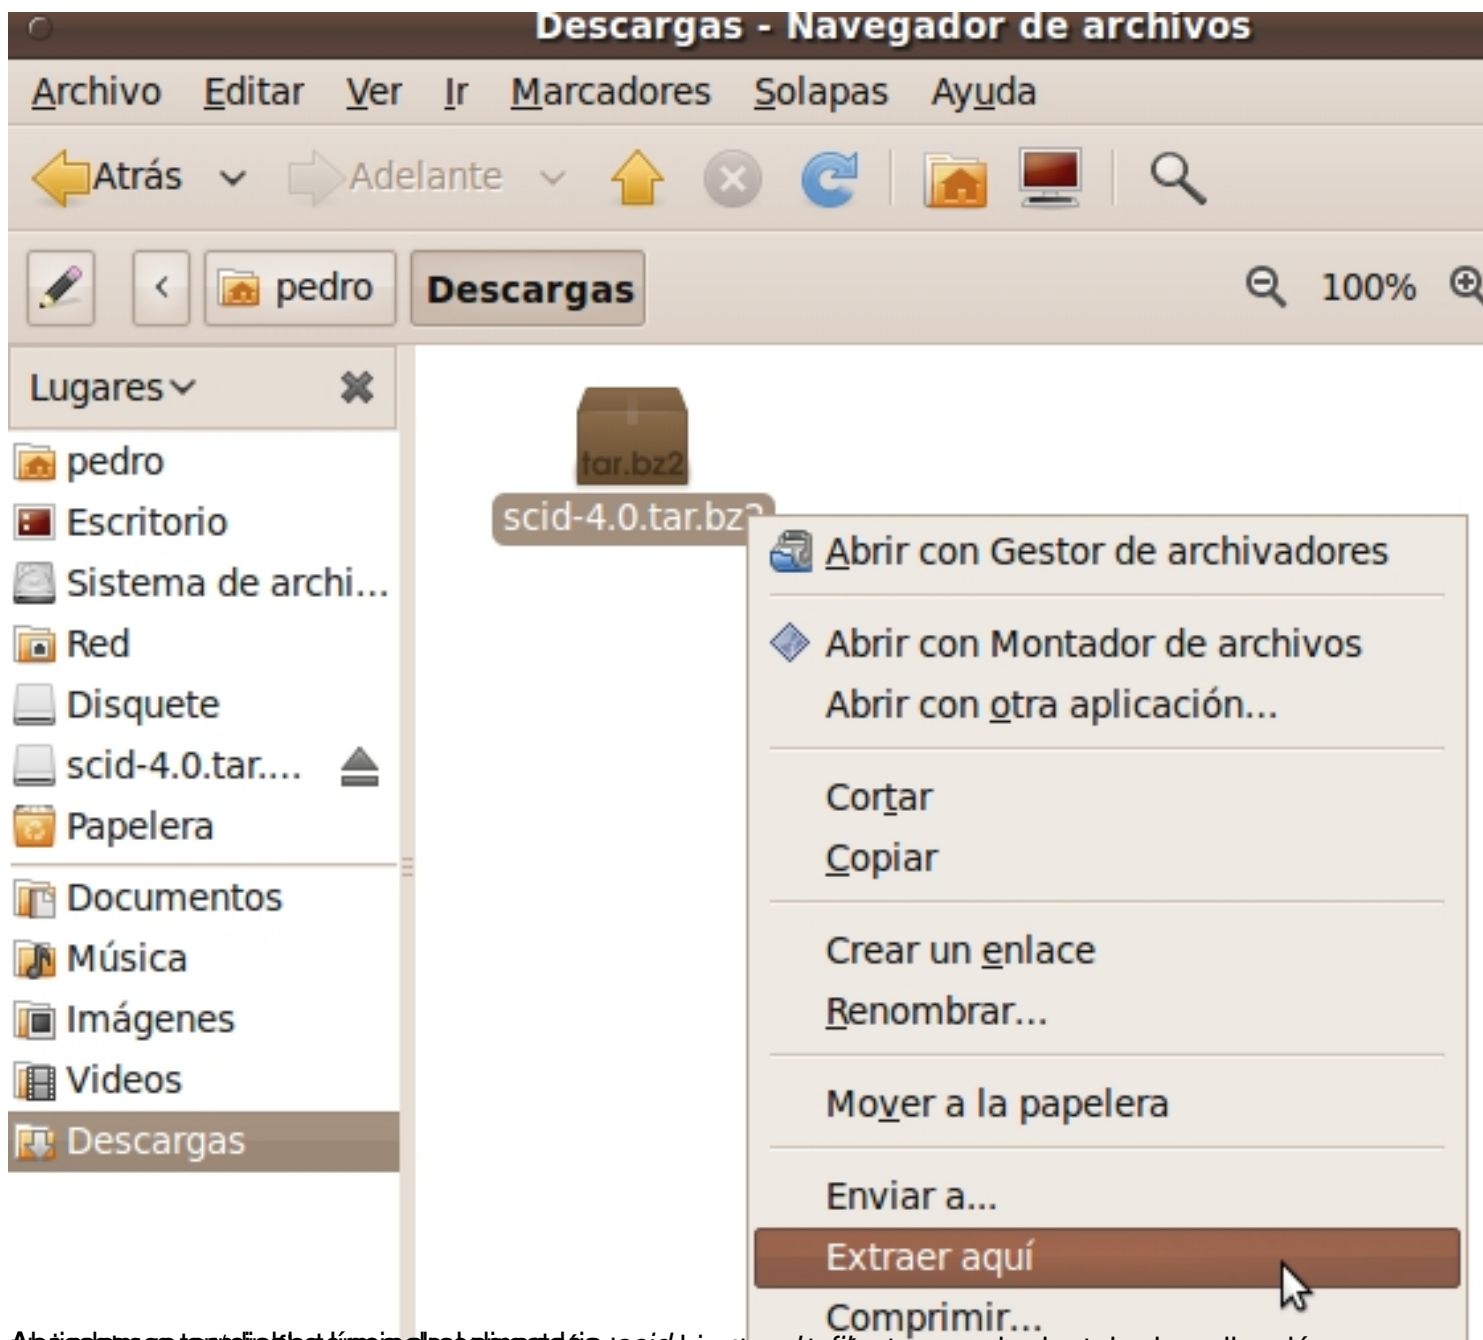 Descargas - Navegador de archivos
Archivo Editar Ver Ir Marcadores Solapas Ayuda
Atrás Adelante
pedro Descargas 100%
Lugares
pedro
Escritorio
Sistema de archi...
Red
Disquete
scid-4.0.tar....
Papelera
Documentos
Música
Imágenes
Videos
Descargas
tar.bz2
scid-4.0.tar.bz2
Abrir con Gestor de archivadores
Abrir con Montador de archivos
Abrir con otra aplicación...
Cortar
Copiar
Crear un enlace
Renombrar...
Mover a la papelera
Enviar a...
Extraer aquí
Comprimir...